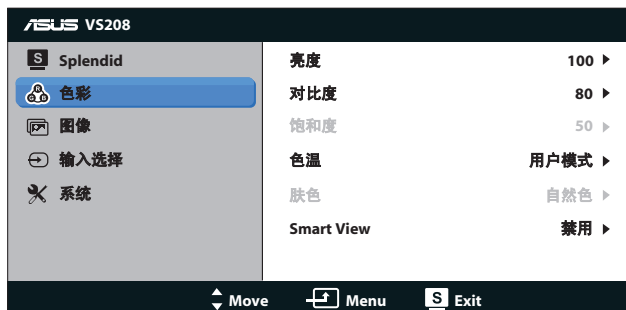 ASUS VS208
S Splendid
色彩
图像
输入选择
系统
亮度 100
对比度 80
饱和度 50
色温 用户模式
肤色 自然色
Smart View 禁用
Move Menu S Exit